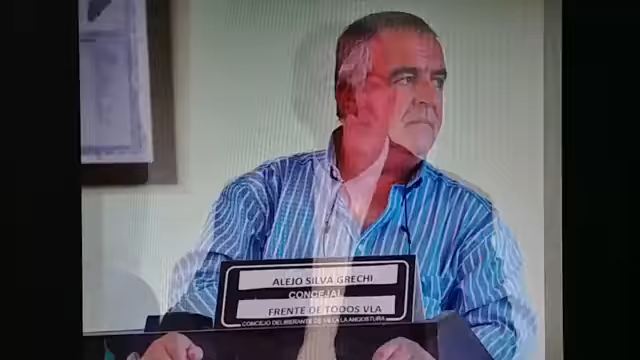 ALEJO SILVA GRECHI
CONCEJAL
FRENTE DE TODOS VLA
CONCEJO DELIBERANTE DE VILLA LA ANGOSTURA